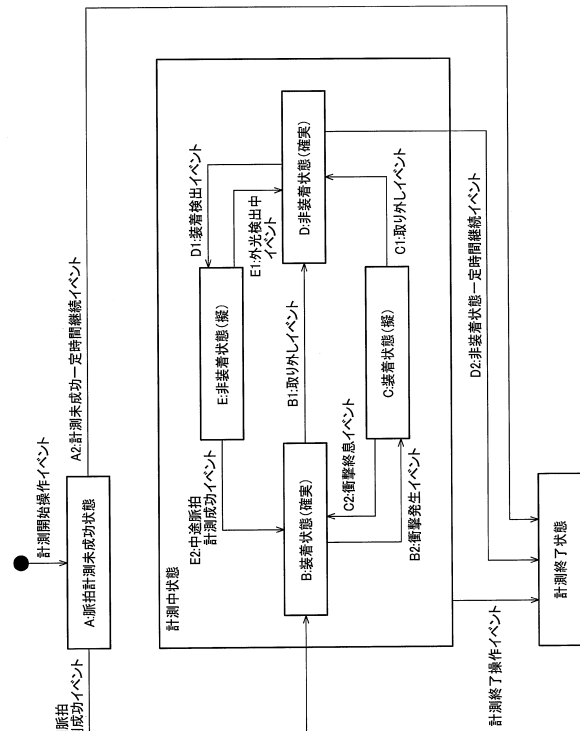 計測開始操作イベント
A:脈拍計測未成功状態
脈拍
成功イベント
A2:計測未成功一定時間継続イベント
計測中状態
E2:中途脈拍
計測成功イベント
E:非装着状態(擬)
D1:装着検出イベント
E1:外光検出中
イベント
B:装着状態(確実)
B1:取り外しイベント
D:非装着状態(確実)
C2:衝撃終息イベント
B2:衝撃発生イベント
C:装着状態(擬)
C1:取り外しイベント
D2:非装着状態一定時間継続イベント
計測終了操作イベント
計測終了状態